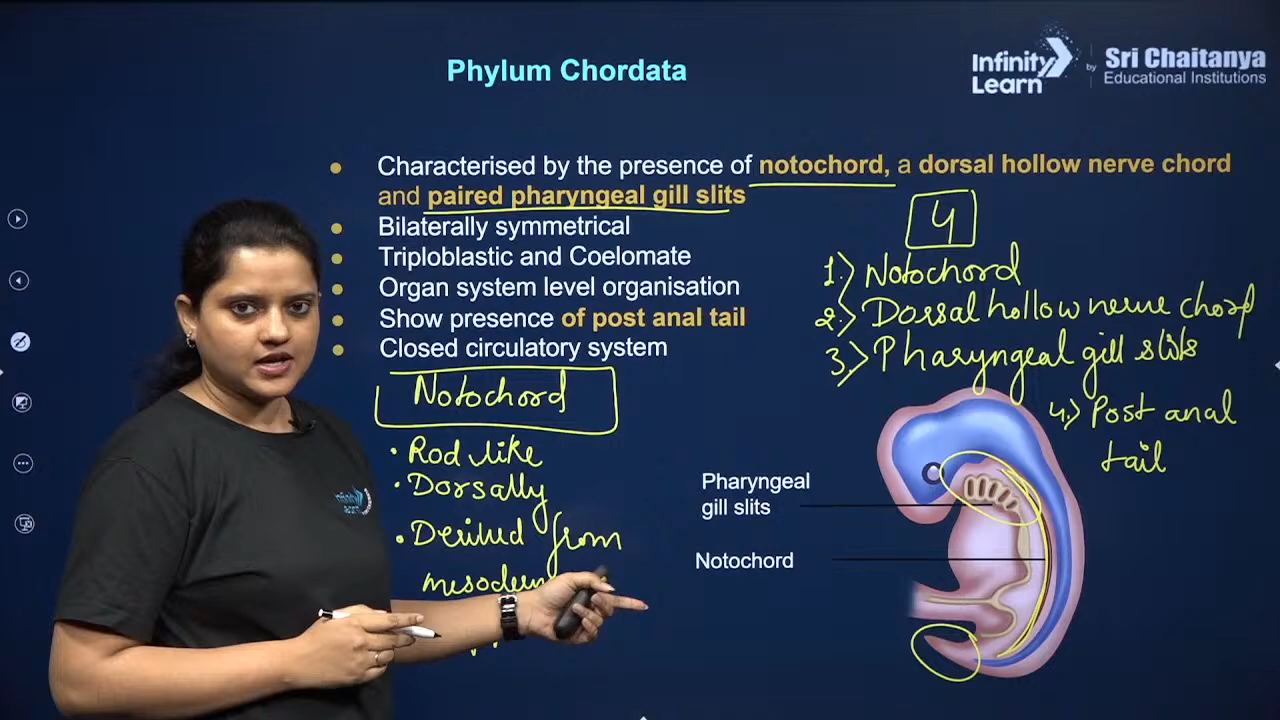 Phylum Chordata
Infinity
Learn
by
Sri Chaitanya
Educational Institutions
Characterised by the presence of notochord, a dorsal hollow nerve chord
and paired pharyngeal gill slits
Bilaterally symmetrical
Triploblastic and Coelomate
Organ system level organisation
Show presence of post anal tail
Closed circulatory system
4
1.) Notochord
2.) Dorsal hollow nerve chord
3.) Pharyngeal gill slits
4.) Post anal
tail
Notochord
• Rod like
• Dorsally
• Derived from
Pharyngeal
gill slits
Notochord